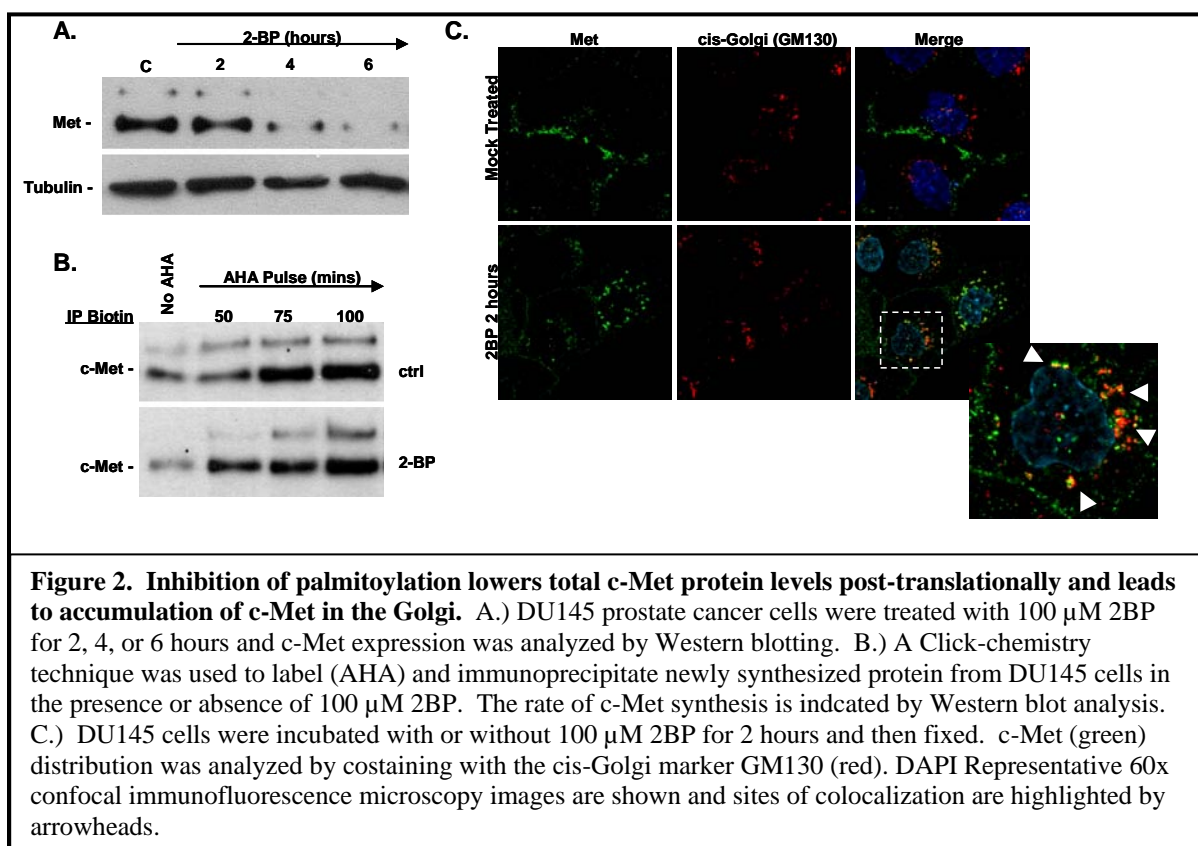 A.
2-BP (hours)
C 2 4 6
Met -
Tubulin -
B.
No AHA
AHA Pulse (mins)
IP Biotin
50 75 100
c-Met -
ctrl
c-Met -
2-BP
C.
Met
cis-Golgi (GM130)
Merge
Mock Treated
2BP 2 hours
Figure 2. Inhibition of palmitoylation lowers total c-Met protein levels post-translationally and leads
to accumulation of c-Met in the Golgi. A.) DU145 prostate cancer cells were treated with 100 µM 2BP
for 2, 4, or 6 hours and c-Met expression was analyzed by Western blotting. B.) A Click-chemistry
technique was used to label (AHA) and immunoprecipitate newly synthesized protein from DU145 cells in
the presence or absence of 100 µM 2BP. The rate of c-Met synthesis is indcated by Western blot analysis.
C.) DU145 cells were incubated with or without 100 µM 2BP for 2 hours and then fixed. c-Met (green)
distribution was analyzed by costaining with the cis-Golgi marker GM130 (red). DAPI Representative 60x
confocal immunofluorescence microscopy images are shown and sites of colocalization are highlighted by
arrowheads.